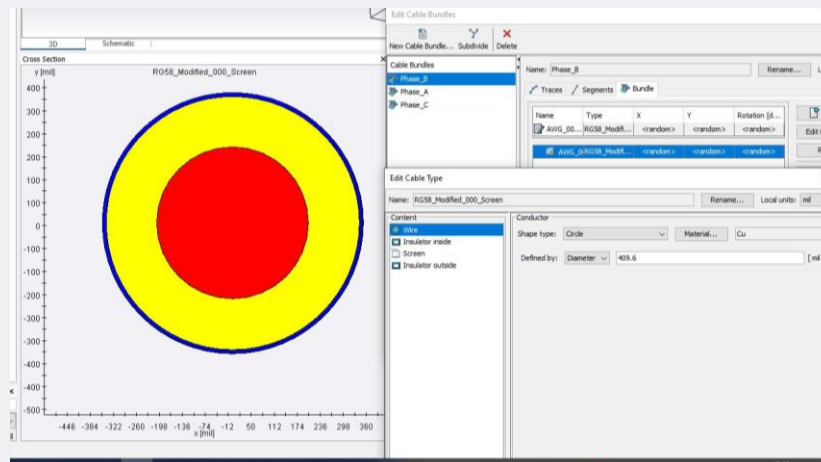 Edit Cable Bundles
New Cable Bundle... Subdivide Delete
3D Schematic
Cross Section
y [mil] RG58_Modified_000_Screen
400
300
200
100
0
-100
-200
-300
-400
-400
-500
-446 -384 -322 -260 -198 -136 -74 -12 50 112 174 236 298 360
x [mil]
Cable Bundles
Phase_B
Phase_A
Phase_C
Name: Phase_B Rename...
Traces Segments Bundle
Name Type X Y Rotation [d...
AWG_00... RG58_Modifi... <random> <random> <random>
RG58_Modifi... <random> <random> <random>
Edit
Edit Cable Type
Name: RG58_Modified_000_Screen Rename... Local units: mil
Content
Wire
Insulator inside
Screen
Insulator outside
Conductor
Shape type: Circle Material... Cu
Defined by: Diameter 409.6 [mil